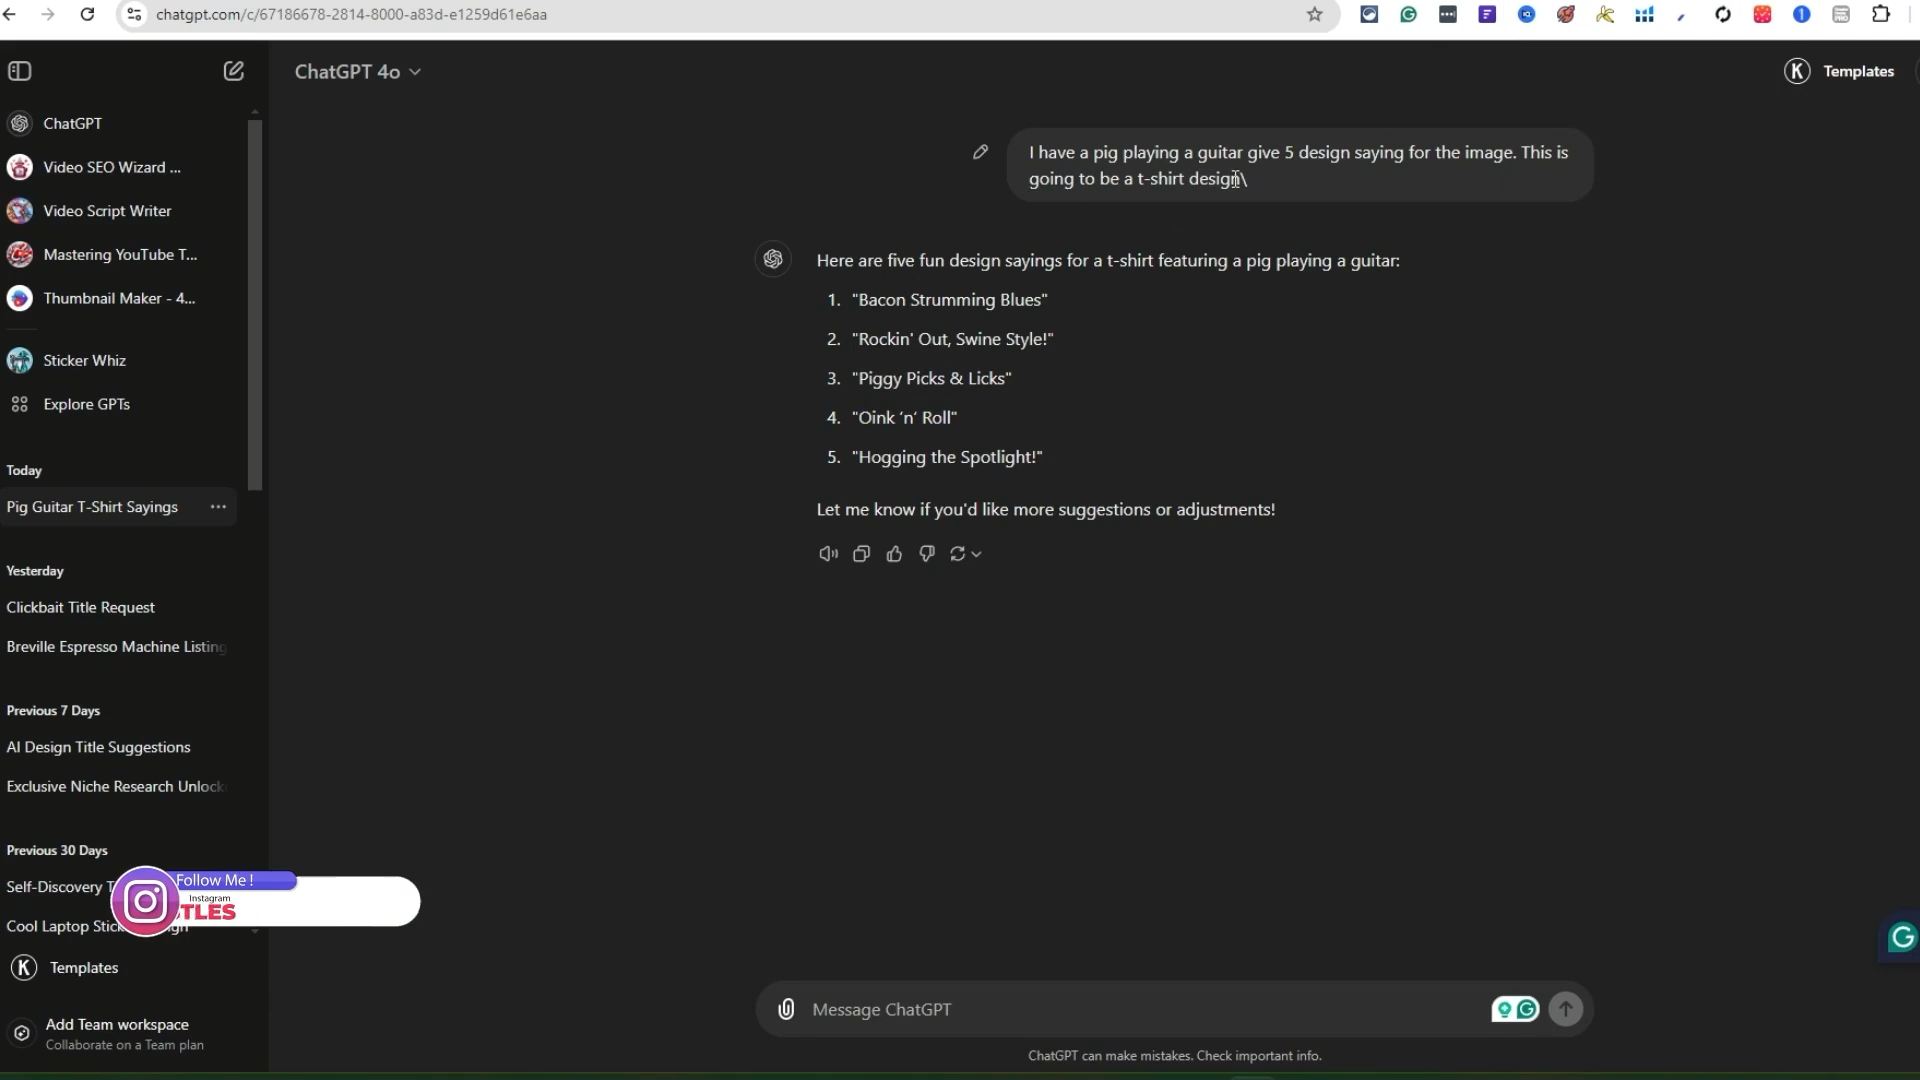 chatgpt.com/c/67186678-2814-8000-a83d-e1259d61e6aa
ChatGPT 4o
Templates
ChatGPT
Video SEO Wizard ...
Video Script Writer
Mastering YouTube T...
Thumbnail Maker - 4...
Sticker Whiz
Explore GPTs
Today
Pig Guitar T-Shirt Sayings
Yesterday
Clickbait Title Request
Breville Espresso Machine Listing
Previous 7 Days
AI Design Title Suggestions
Exclusive Niche Research Unlock
Previous 30 Days
Self-Discovery T
Cool Laptop Stic
Follow Me !
Instagram
TLES
Templates
Add Team workspace
Collaborate on a Team plan
I have a pig playing a guitar give 5 design saying for the image. This is
going to be a t-shirt design\
Here are five fun design sayings for a t-shirt featuring a pig playing a guitar:
1. "Bacon Strumming Blues"
2. "Rockin' Out, Swine Style!"
3. "Piggy Picks & Licks"
4. "Oink ‘n’ Roll"
5. "Hogging the Spotlight!"
Let me know if you'd like more suggestions or adjustments!
Message ChatGPT
ChatGPT can make mistakes. Check important info.